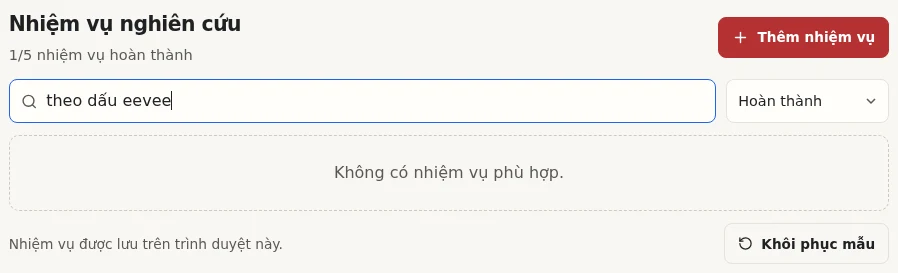 Nhiệm vụ nghiên cứu
1/5 nhiệm vụ hoàn thành
Thêm nhiệm vụ
theo dấu eevee
Hoàn thành
Không có nhiệm vụ phù hợp.
Nhiệm vụ được lưu trên trình duyệt này.
Khôi phục mẫu